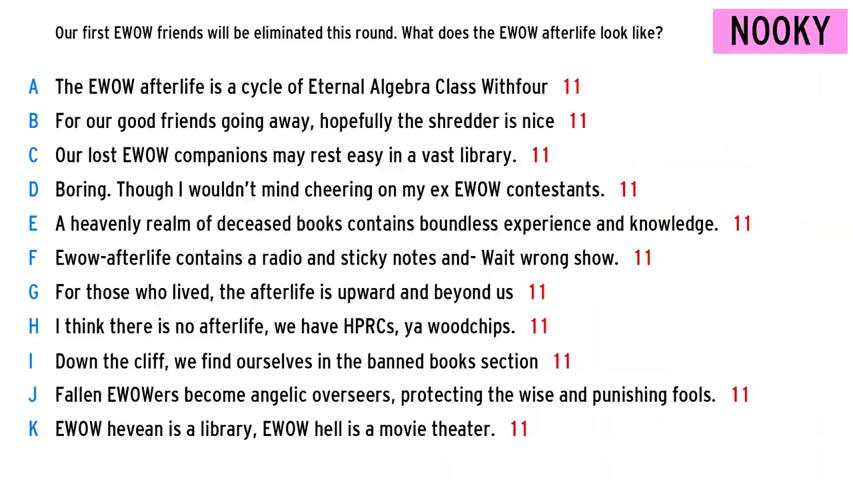 Our first EWOW friends will be eliminated this round. What does the EWOW afterlife look like?
NOOKY
A The EWOW afterlife is a cycle of Eternal Algebra Class Withfour 11
B For our good friends going away, hopefully the shredder is nice 11
C Our lost EWOW companions may rest easy in a vast library. 11
D Boring. Though I wouldn't mind cheering on my ex EWOW contestants. 11
E A heavenly realm of deceased books contains boundless experience and knowledge. 11
F Ewow-afterlife contains a radio and sticky notes and- Wait wrong show. 11
G For those who lived, the afterlife is upward and beyond us 11
H I think there is no afterlife, we have HPRCs, ya woodchips. 11
I Down the cliff, we find ourselves in the banned books section 11
J Fallen EWOWers become angelic overseers, protecting the wise and punishing fools. 11
K EWOW hevean is a library, EWOW hell is a movie theater. 11